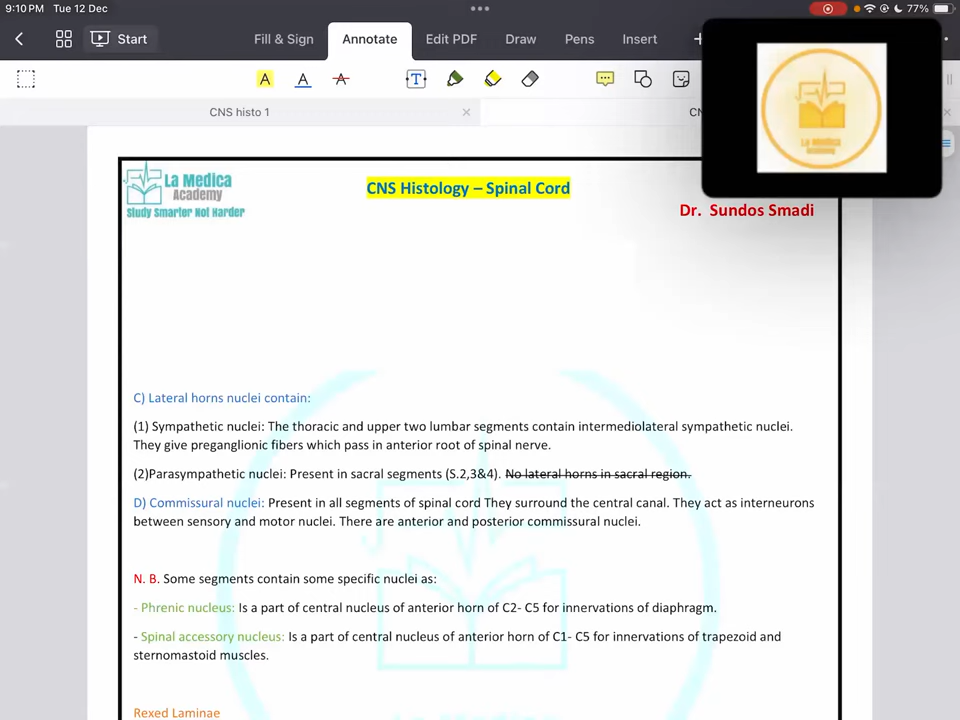 9:10 PM Tue 12 Dec
77%
Start
Fill & Sign
Annotate
Edit PDF
Draw
Pens
Insert
CNS histo 1
La Medica
Academy
Study Smarter Not Harder
CNS Histology – Spinal Cord
La Medica
Academy
Dr. Sundos Smadi
C) Lateral horns nuclei contain:
(1) Sympathetic nuclei: The thoracic and upper two lumbar segments contain intermediolateral sympathetic nuclei.
They give preganglionic fibers which pass in anterior root of spinal nerve.
(2)Parasympathetic nuclei: Present in sacral segments (S.2,3&4). No lateral horns in sacral region.
D) Commissural nuclei: Present in all segments of spinal cord They surround the central canal. They act as interneurons
between sensory and motor nuclei. There are anterior and posterior commissural nuclei.
N. B. Some segments contain some specific nuclei as:
- Phrenic nucleus: Is a part of central nucleus of anterior horn of C2- C5 for innervations of diaphragm.
- Spinal accessory nucleus: Is a part of central nucleus of anterior horn of C1- C5 for innervations of trapezoid and
sternomastoid muscles.
Rexed Laminae